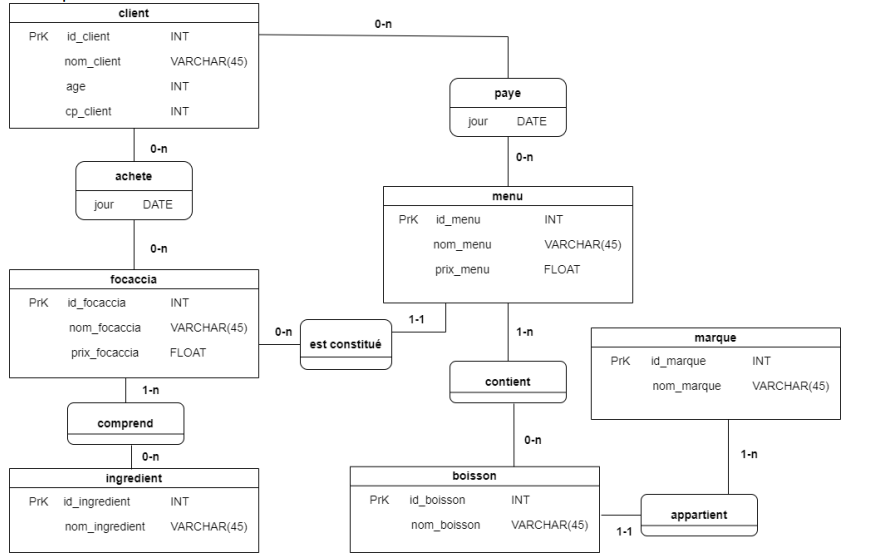 client
PrK id_client INT
nom_client VARCHAR(45)
age INT
cp_client INT
0-n
paye
jour DATE
0-n
0-n
achete
jour DATE
0-n
menu
PrK id_menu INT
nom_menu VARCHAR(45)
prix_menu FLOAT
focaccia
PrK id_focaccia INT
nom_focaccia VARCHAR(45)
prix_focaccia FLOAT
0-n
est constitué
1-1
1-n
marque
PrK id_marque INT
nom_marque VARCHAR(45)
1-n
comprend
0-n
contient
0-n
1-n
ingredient
PrK id_ingredient INT
nom_ingredient VARCHAR(45)
boisson
PrK id_boisson INT
nom_boisson VARCHAR(45)
1-1
appartient